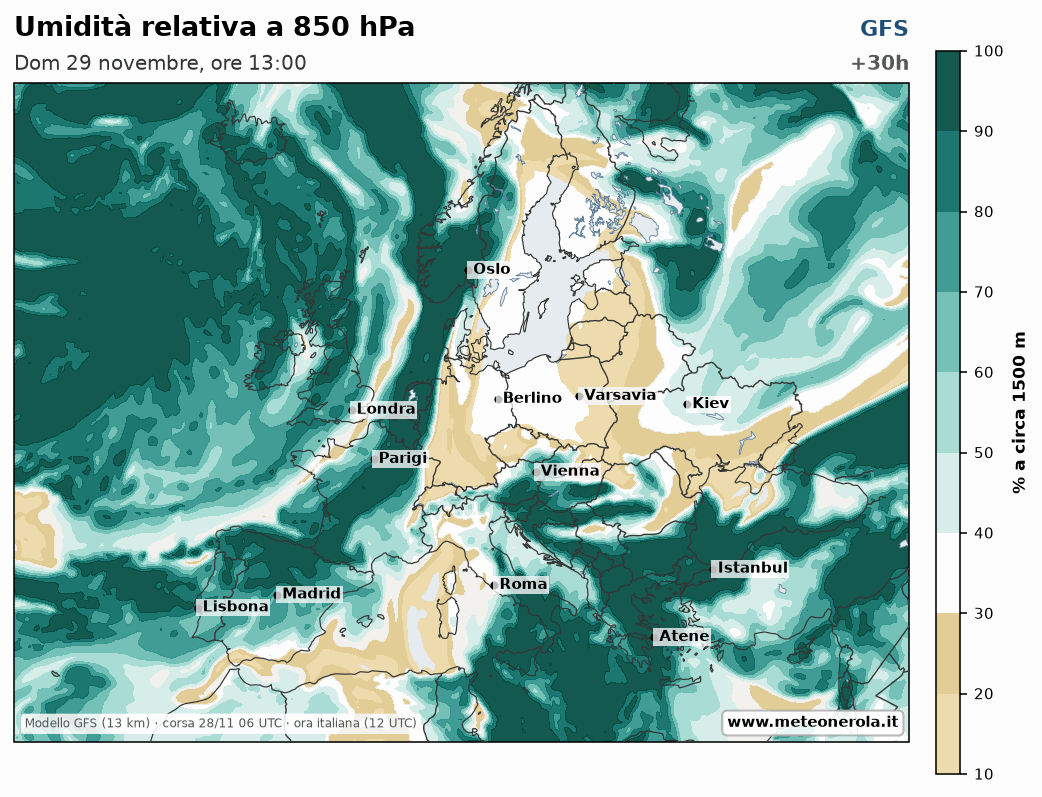 Umidità relativa a 850 hPa
GFS
Dom 29 novembre, ore 13:00
+30h
100
90
80
70
60
50
40
30
20
10
% a circa 1500 m
Oslo
Londra
Berlino
Varsavia
Kiev
Parigi
Vienna
Istanbul
Roma
Madrid
Lisbona
Atene
Modello GFS (13 km) · corsa 28/11 06 UTC · ora italiana (12 UTC)
www.meteonerola.it